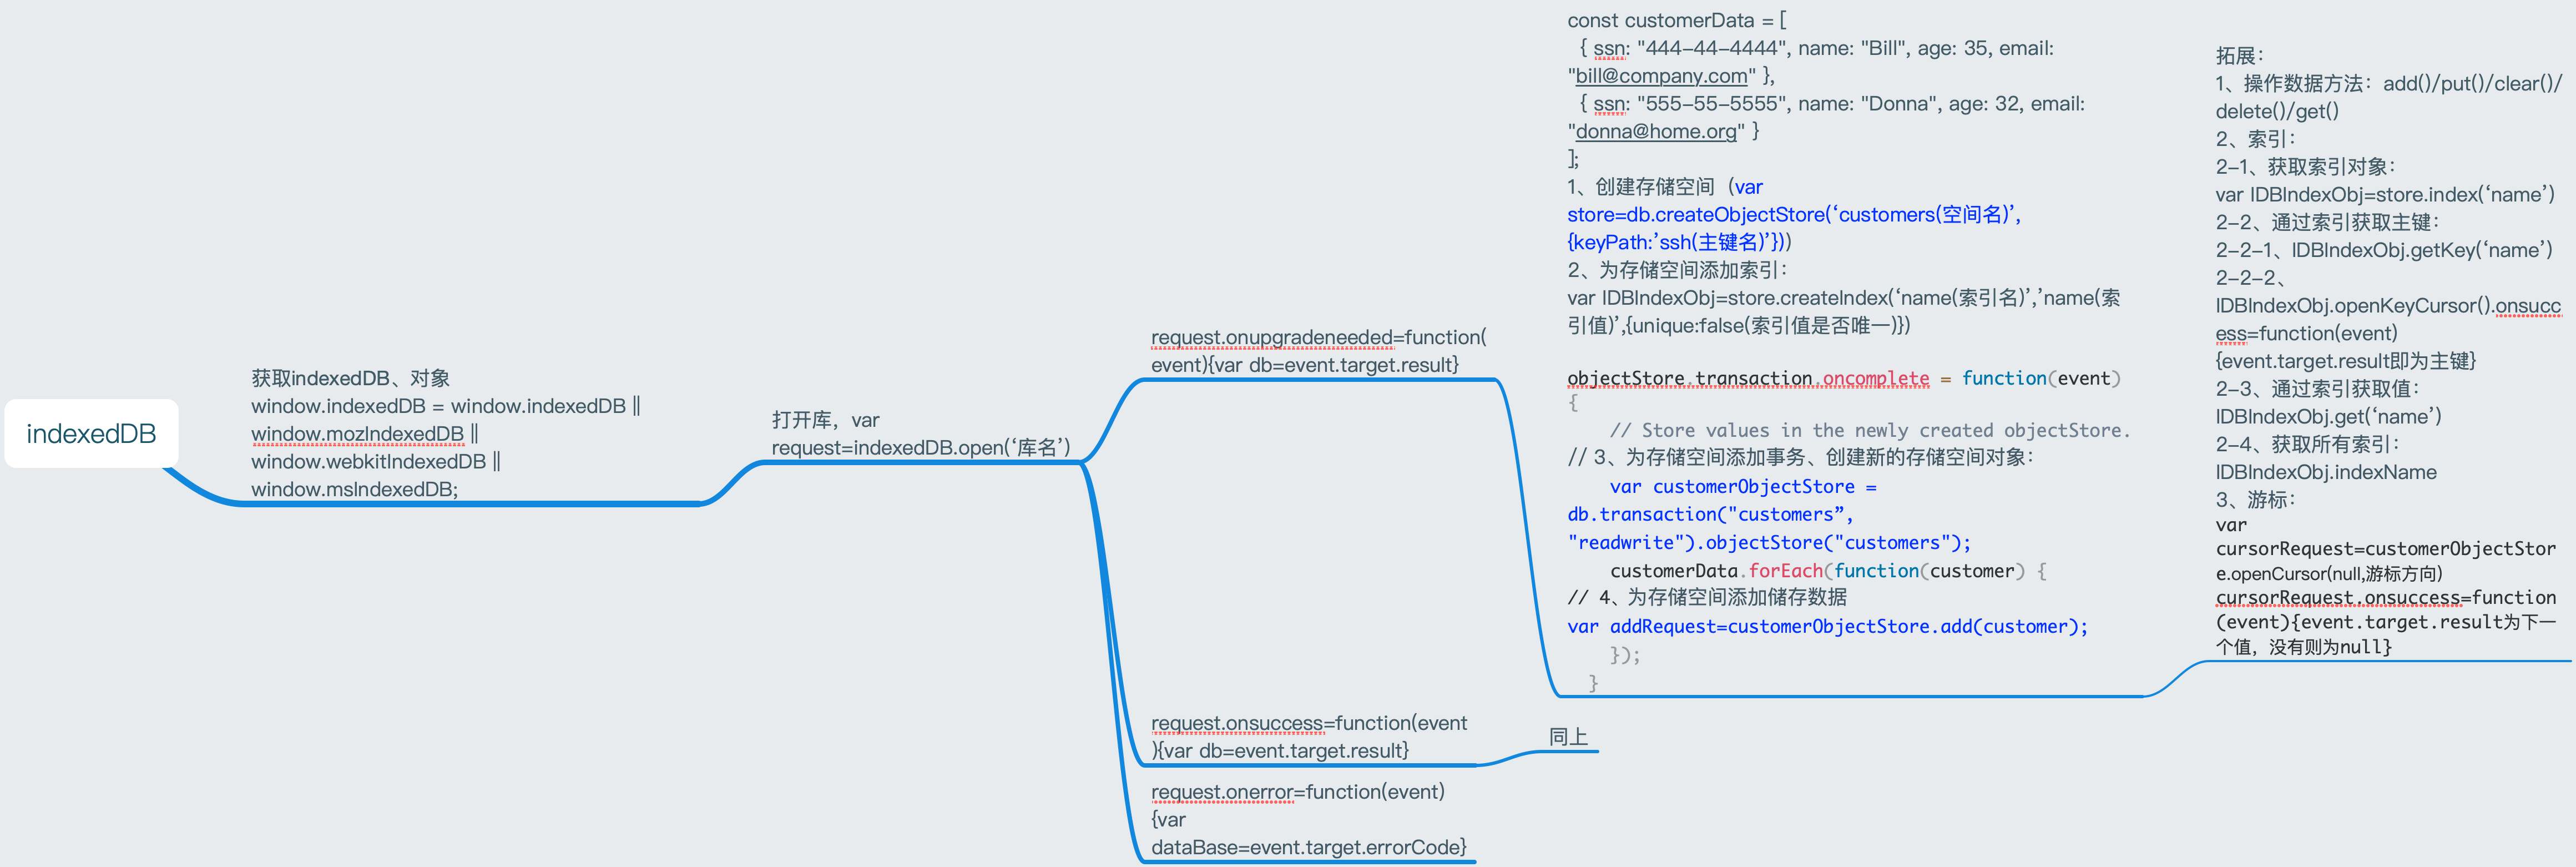 indexedDB
获取indexedDB、对象
window.indexedDB = window.indexedDB ||
window.mozIndexedDB ||
window.webkitIndexedDB ||
window.msIndexedDB;
打开库，var
request=indexedDB.open(‘库名’)
request.onupgradeneeded=function(
event){var db=event.target.result}
const customerData = [
{ ssn: "444-44-4444", name: "Bill", age: 35, email:
"bill@company.com" },
{ ssn: "555-55-5555", name: "Donna", age: 32, email:
"donna@home.org" }
];
1、创建存储空间（var
store=db.createObjectStore(‘customers(空间名)’,
{keyPath:’ssh(主键名)’}))
2、为存储空间添加索引：
var IDBIndexObj=store.createIndex(‘name(索引名)’,’name(索
引值)’,{unique:false(索引值是否唯一)})
objectStore.transaction.oncomplete = function(event)
{
// Store values in the newly created objectStore.
// 3、为存储空间添加事务、创建新的存储空间对象：
var customerObjectStore =
db.transaction("customers”,
"readwrite").objectStore("customers");
customerData.forEach(function(customer) {
// 4、为存储空间添加储存数据
var addRequest=customerObjectStore.add(customer);
});
}
拓展：
1、操作数据方法：add()/put()/clear()/
delete()/get()
2、索引：
2-1、获取索引对象：
var IDBIndexObj=store.index(‘name’)
2-2、通过索引获取主键：
2-2-1、IDBIndexObj.getKey(‘name’)
2-2-2、
IDBIndexObj.openKeyCursor().onsucc
ess=function(event)
{event.target.result即为主键}
2-3、通过索引获取值：
IDBIndexObj.get(‘name’)
2-4、获取所有索引：
IDBIndexObj.indexName
3、游标：
var
cursorRequest=customerObjectStor
e.openCursor(null,游标方向)
cursorRequest.onsuccess=function
(event){event.target.result为下一
个值，没有则为null}
request.onsuccess=function(event
){var db=event.target.result}
同上
request.onerror=function(event)
{var
dataBase=event.target.errorCode}